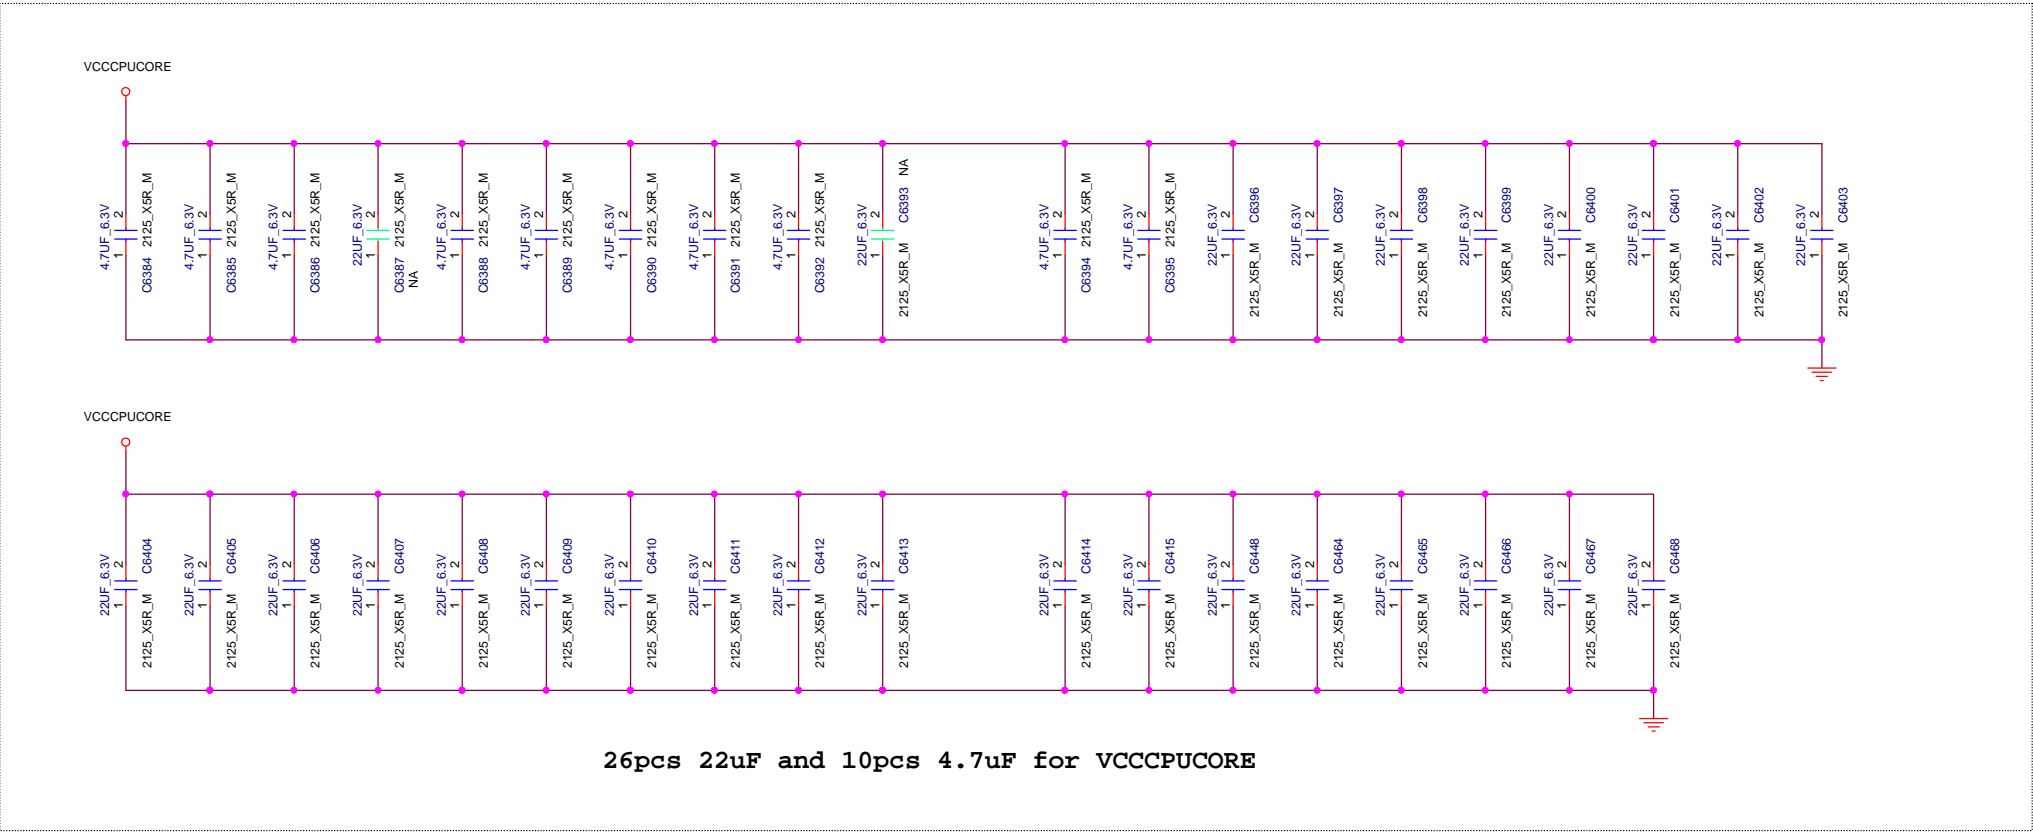 VCCCPUCORE
4.7UF_6.3V 2 1 C6384 2125_X5R_M
4.7UF_6.3V 2 1 C6385 2125_X5R_M
4.7UF_6.3V 2 1 C6386 2125_X5R_M
22UF_6.3V 2 1 C6387 2125_X5R_M
NA
4.7UF_6.3V 2 1 C6388 2125_X5R_M
4.7UF_6.3V 2 1 C6389 2125_X5R_M
4.7UF_6.3V 2 1 C6390 2125_X5R_M
4.7UF_6.3V 2 1 C6391 2125_X5R_M
4.7UF_6.3V 2 1 C6392 2125_X5R_M
22UF_6.3V 2 1 2125_X5R_M C6393 NA
4.7UF_6.3V 2 1 C6394 2125_X5R_M
4.7UF_6.3V 2 1 C6395 2125_X5R_M
22UF_6.3V 2 1 2125_X5R_M C6396
22UF_6.3V 2 1 2125_X5R_M C6397
22UF_6.3V 2 1 2125_X5R_M C6398
22UF_6.3V 2 1 2125_X5R_M C6399
22UF_6.3V 2 1 2125_X5R_M C6400
22UF_6.3V 2 1 2125_X5R_M C6401
22UF_6.3V 2 1 2125_X5R_M C6402
22UF_6.3V 2 1 2125_X5R_M C6403
VCCCPUCORE
22UF_6.3V 2 1 2125_X5R_M C6404
22UF_6.3V 2 1 2125_X5R_M C6405
22UF_6.3V 2 1 2125_X5R_M C6406
22UF_6.3V 2 1 2125_X5R_M C6407
22UF_6.3V 2 1 2125_X5R_M C6408
22UF_6.3V 2 1 2125_X5R_M C6409
22UF_6.3V 2 1 2125_X5R_M C6410
22UF_6.3V 2 1 2125_X5R_M C6411
22UF_6.3V 2 1 2125_X5R_M C6412
22UF_6.3V 2 1 2125_X5R_M C6413
22UF_6.3V 2 1 2125_X5R_M C6414
22UF_6.3V 2 1 2125_X5R_M C6415
22UF_6.3V 2 1 2125_X5R_M C6448
22UF_6.3V 2 1 2125_X5R_M C6464
22UF_6.3V 2 1 2125_X5R_M C6465
22UF_6.3V 2 1 2125_X5R_M C6466
22UF_6.3V 2 1 2125_X5R_M C6467
22UF_6.3V 2 1 2125_X5R_M C6468
26pcs 22uF and 10pcs 4.7uF for VCCCPUCORE